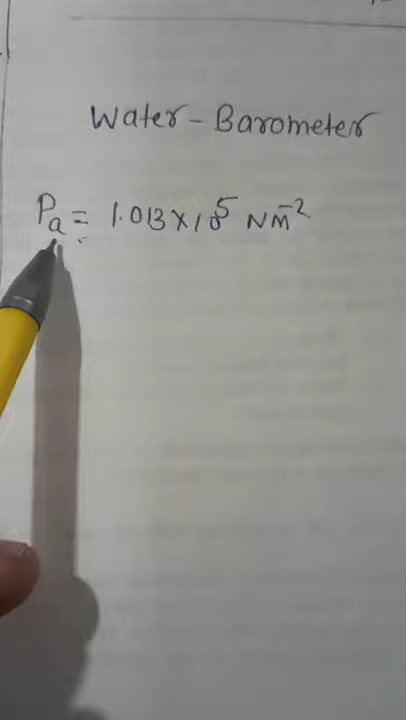 Water - Barometer
Pₐ = 1.013 × 10⁵ Nm⁻²